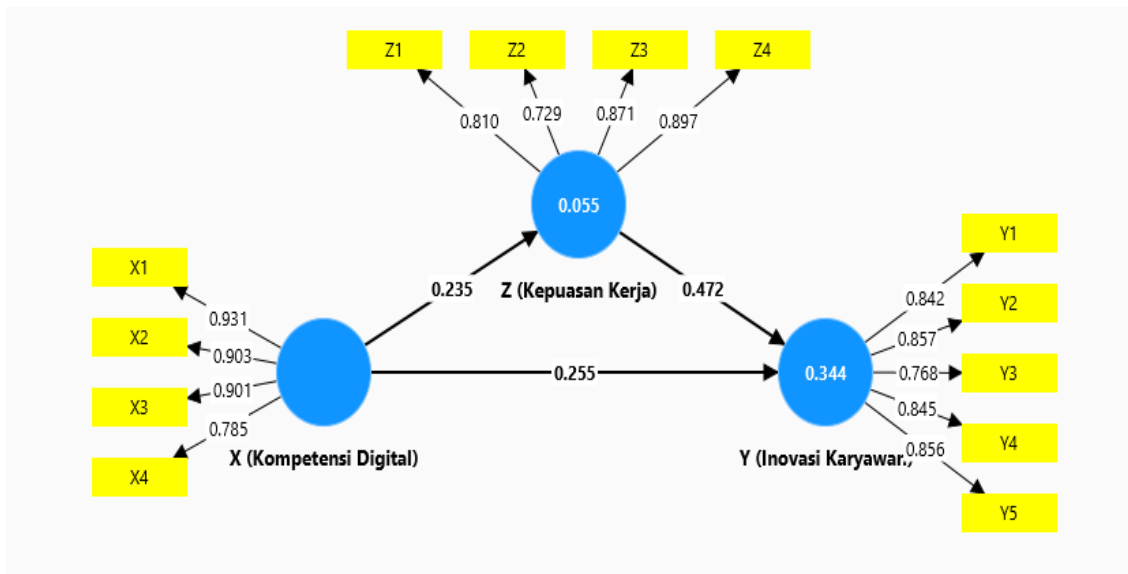 Z1
Z2
Z3
Z4
0.810
0.729
0.871
0.897
0.055
Y1
X1
0.235
Z (Kepuasan Kerja)
0.472
0.842
Y2
0.931
X2
0.857
0.903
0.255
0.344
0.768
Y3
0.901
X3
0.845
0.785
Y4
X (Kompetensi Digital)
Y (Inovasi Karyawan)
0.856
X4
Y5